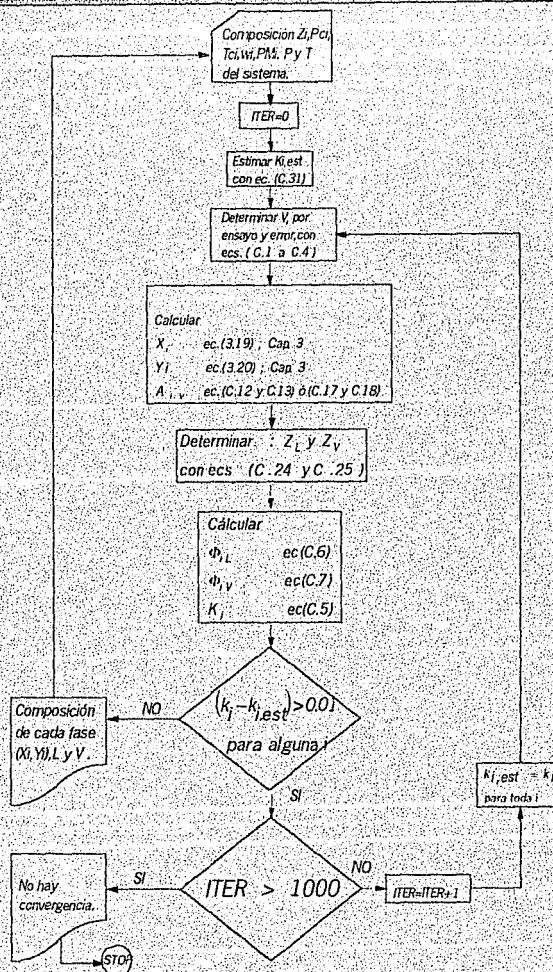 Composición Zi,Pci,
Tci,wi,PMi. P y T
del sistema.
ITER=0
Estimar Ki,est
con ec. (C.31)
Determinar V, por
ensayo y error, con
ecs. (C.1 a C.4)
Calcular
Xi ec.(3.19) ; Cap 3
Yi ec.(3.20) ; Cap 3
ec.(C.12 y C.13) ó (C.17 y C.18)
Determinar : ZL y ZV
con ecs (C.24 y C.25)
Cálcular
ΦiL ec(C.6)
ΦiV ec(C.7)
Ki ec(C.5)
(ki-ki,est)>0.01
para alguna i
NO
Composición
de cada fase
(Xi,Yi), L y V.
SI
ki,est = ki
para toda i
ITER > 1000
NO
ITER=ITER+1
SI
No hay
convergencia.
STOP